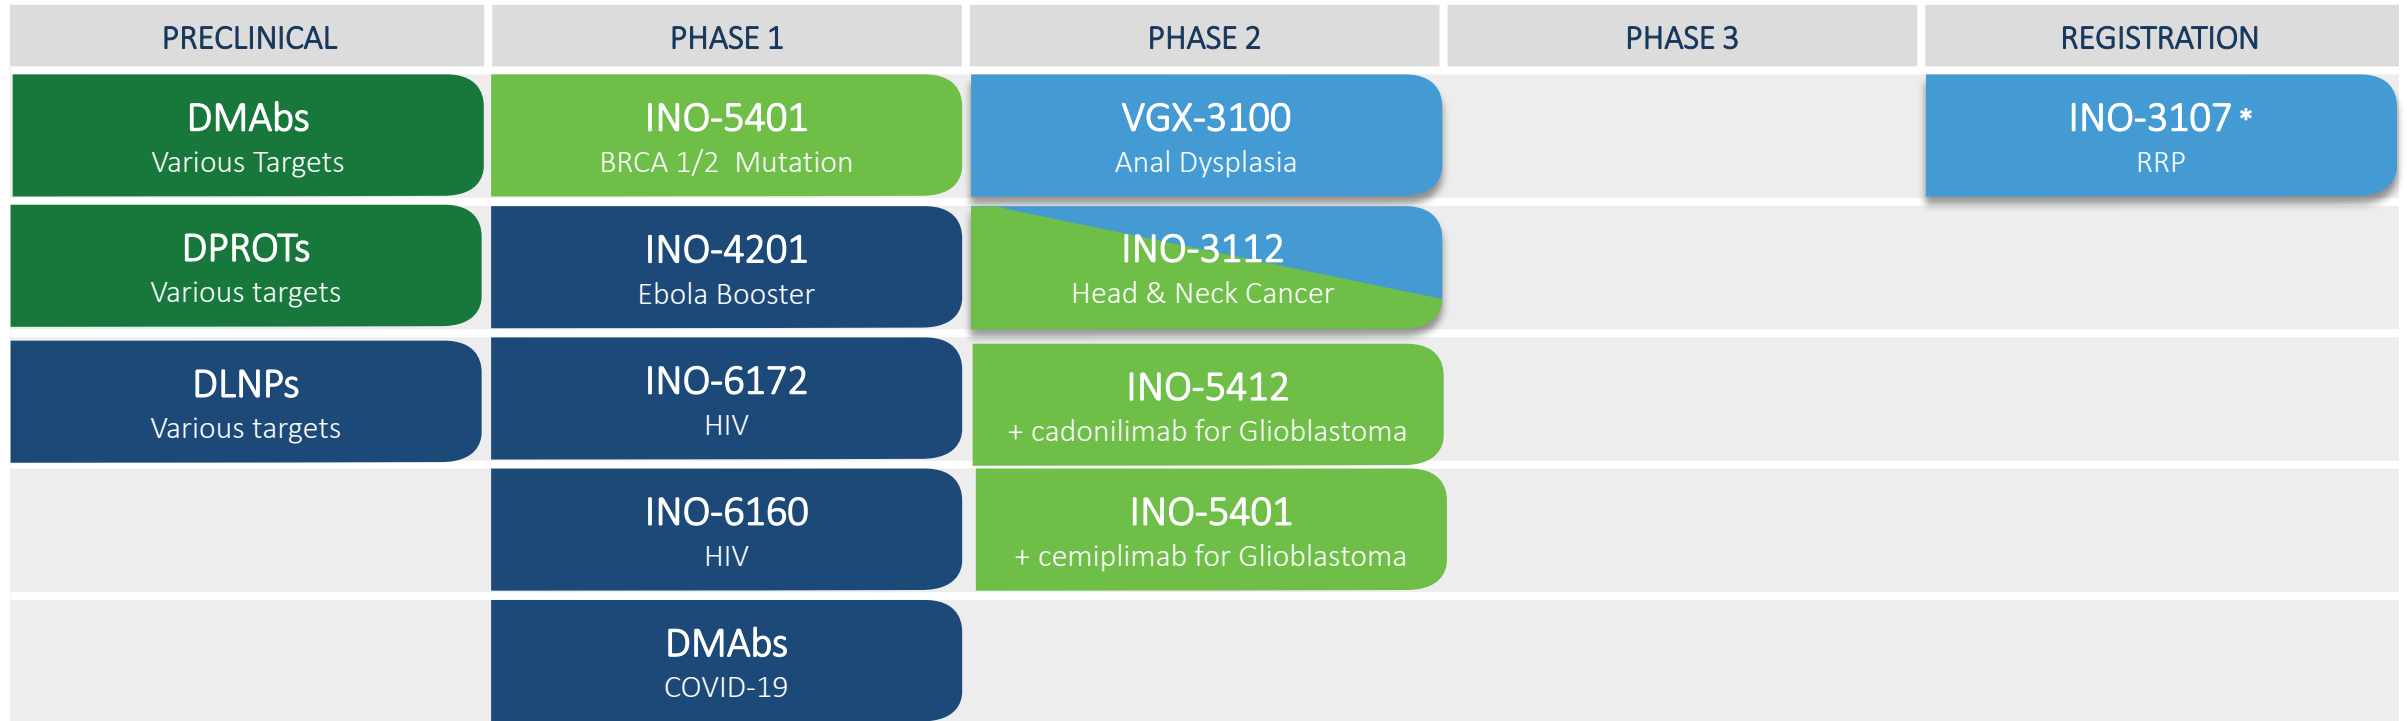 PRECLINICAL
PHASE 1
PHASE 2
PHASE 3
REGISTRATION
DMAbs
Various Targets
INO-5401
BRCA 1/2 Mutation
VGX-3100
Anal Dysplasia
INO-3107 *
RRP
DPROTs
Various targets
INO-4201
Ebola Booster
INO-3112
Head & Neck Cancer
DLNPs
Various targets
INO-6172
HIV
INO-5412
+ cadonilimab for Glioblastoma
INO-6160
HIV
INO-5401
+ cemiplimab for Glioblastoma
DMAbs
COVID-19